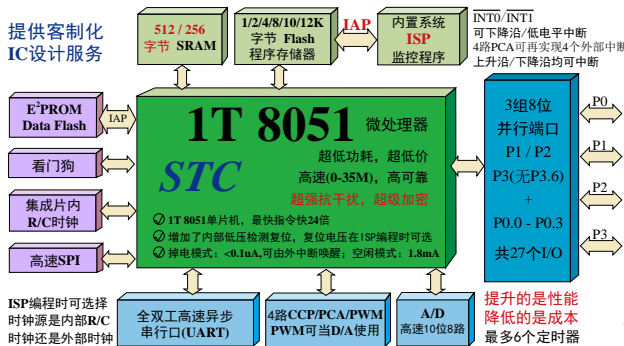 提供客制化
IC设计服务
512 / 256
字节 SRAM
1/2/4/8/10/12K
字节 Flash
程序存储器
IAP
内置系统
ISP
监控程序
INT0/INT1
可下降沿/低电平中断
4路PCA可再实现4个外部中断
上升沿/下降沿均可中断
E²PROM
Data Flash
IAP
看门狗
集成片内
R/C时钟
高速SPI
1T 8051 微处理器
STC
超低功耗，超低价
高速(0-35M)，高可靠
超强抗干扰，超级加密
1T 8051单片机，最快指令快24倍
增加了内部低压检测复位，复位电压在ISP编程时可选
掉电模式：<0.1uA,可由外中断唤醒；空闲模式：1.8mA
3组8位
并行端口
P1 / P2
P3(无P3.6)
+
P0.0 - P0.3
共27个I/O
P0
P1
P2
P3
ISP编程时可选择
时钟源是内部R/C
时钟还是外部时钟
全双工高速异步
串行口(UART)
4路CCP/PCA/PWM
PWM可当D/A使用
A/D
高速10位8路
提升的是性能
降低的是成本
最多6个定时器